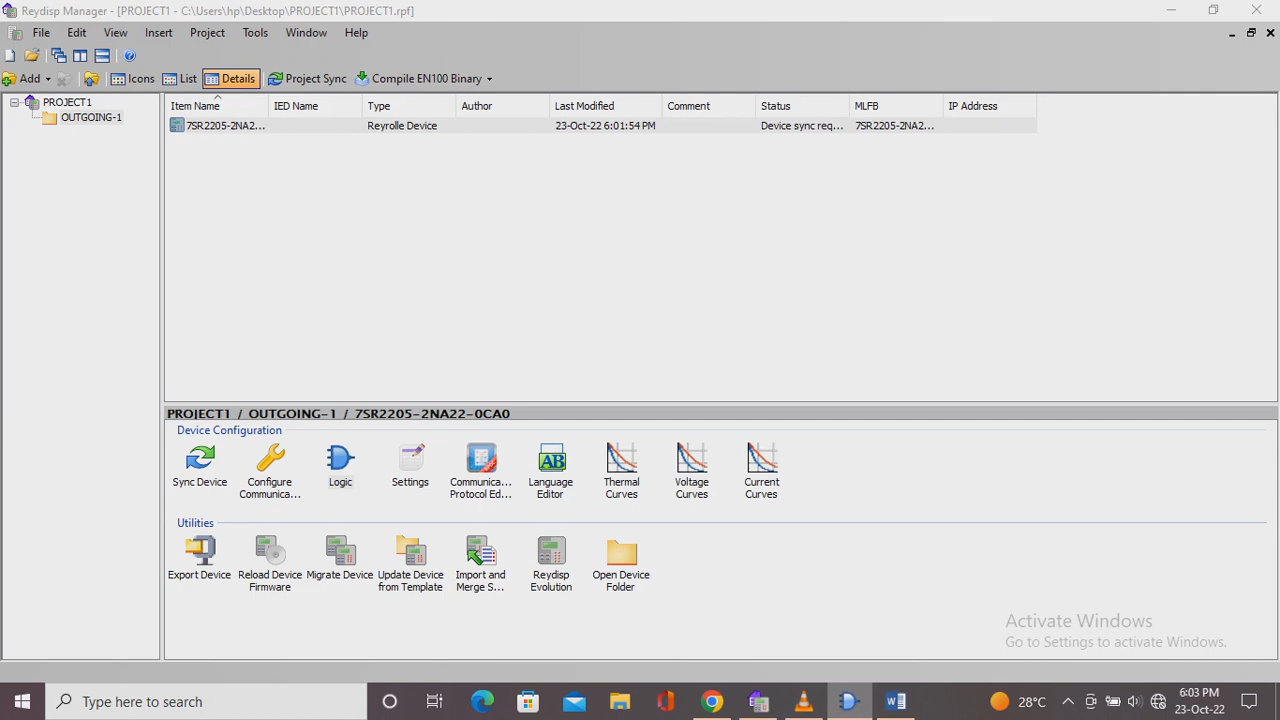 Reydisp Manager - [PROJECT1 - C:\Users\hp\Desktop\PROJECT1\PROJECT1.rpf]
File Edit View Insert Project Tools Window Help
Add Icons List Details Project Sync Compile EN100 Binary
PROJECT1
OUTGOING-1
Item Name IED Name Type Author Last Modified Comment Status MLFB IP Address
7SR2205-2NA2... Reyrolle Device 23-Oct-22 6:01:54 PM Device sync req... 7SR2205-2NA2...
PROJECT1 / OUTGOING-1 / 7SR2205-2NA22-0CA0
Device Configuration
Sync Device Configure Communica... Logic Settings Communica... Protocol Ed... Language Editor Thermal Curves Voltage Curves Current Curves
Utilities
Export Device Reload Device Firmware Migrate Device Update Device from Template Import and Merge S... Reydisp Evolution Open Device Folder
Activate Windows
Go to Settings to activate Windows.
Type here to search
28°C
6:03 PM
23-Oct-22